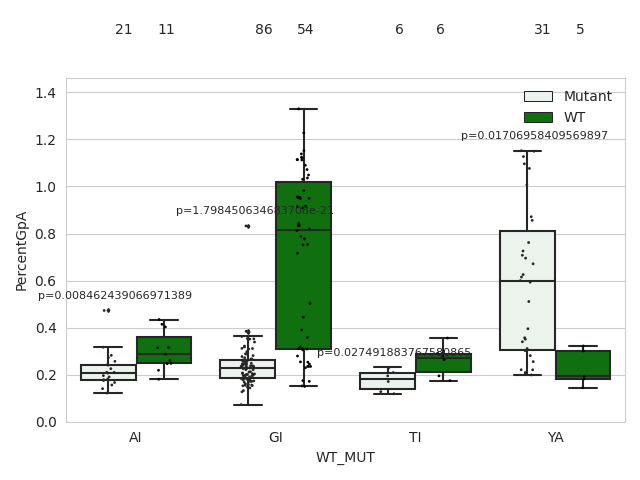 21 11 86 54 6 6 31 5
1.4
Mutant
WT
1.2
p=0.01706958409569897
1.0
p=1.798450634683706e-21
0.8
0.6
p=0.008462439066971389
0.4
p=0.027491883767580865
0.2
0.0
PercentGpA
AI GI TI YA
WT_MUT